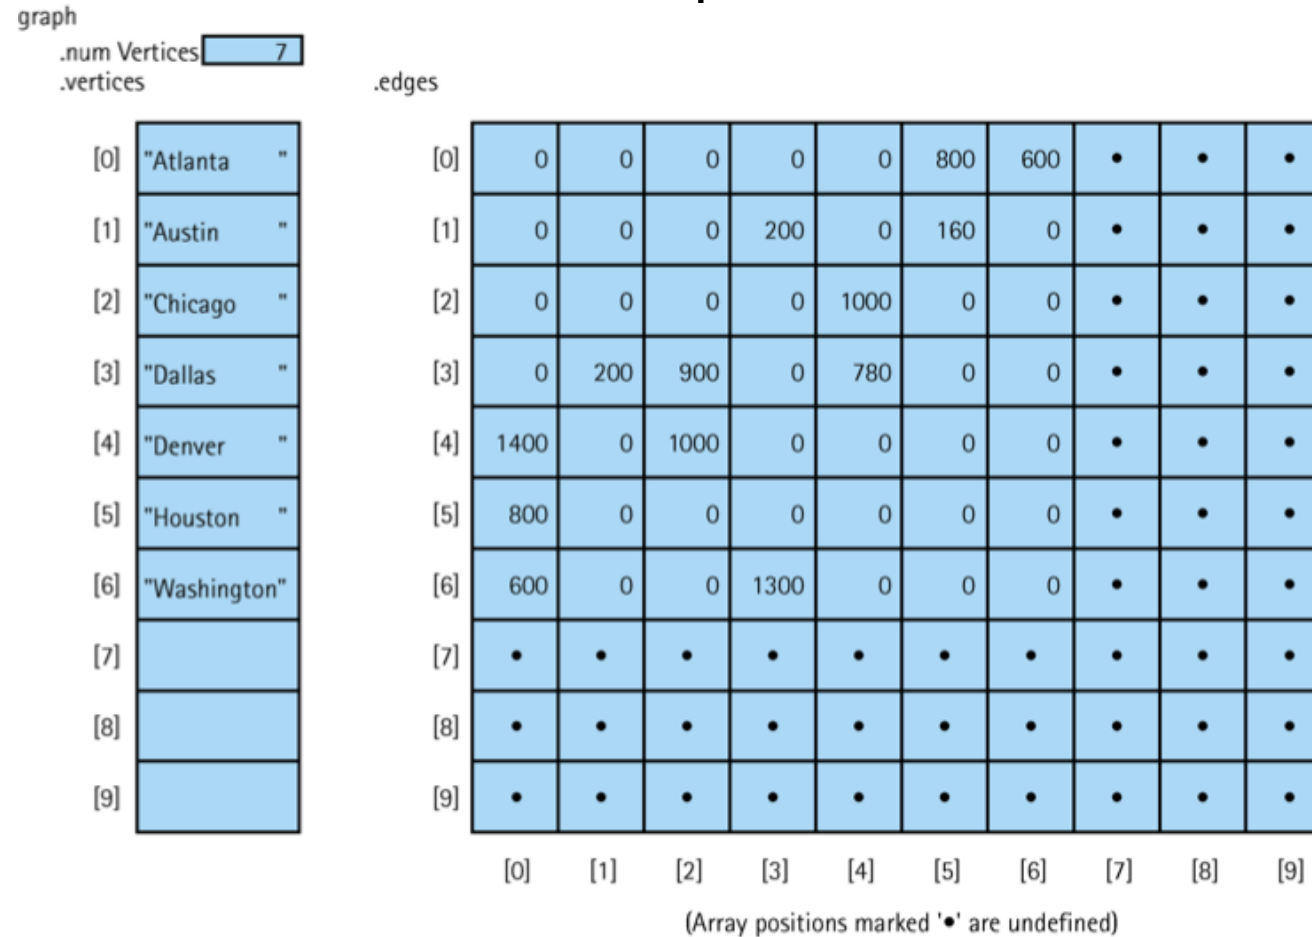 graph
.num Vertices 7
.vertices .edges
[0] "Atlanta " [0] 0 0 0 0 0 800 600 • • •
[1] "Austin " [1] 0 0 0 200 0 160 0 • • •
[2] "Chicago " [2] 0 0 0 0 1000 0 0 • • •
[3] "Dallas " [3] 0 200 900 0 780 0 0 • • •
[4] "Denver " [4] 1400 0 1000 0 0 0 0 • • •
[5] "Houston " [5] 800 0 0 0 0 0 0 • • •
[6] "Washington" [6] 600 0 0 1300 0 0 0 • • •
[7] [7] • • • • • • • • • •
[8] [8] • • • • • • • • • •
[9] [9] • • • • • • • • • •
[0] [1] [2] [3] [4] [5] [6] [7] [8] [9]
(Array positions marked '•' are undefined)